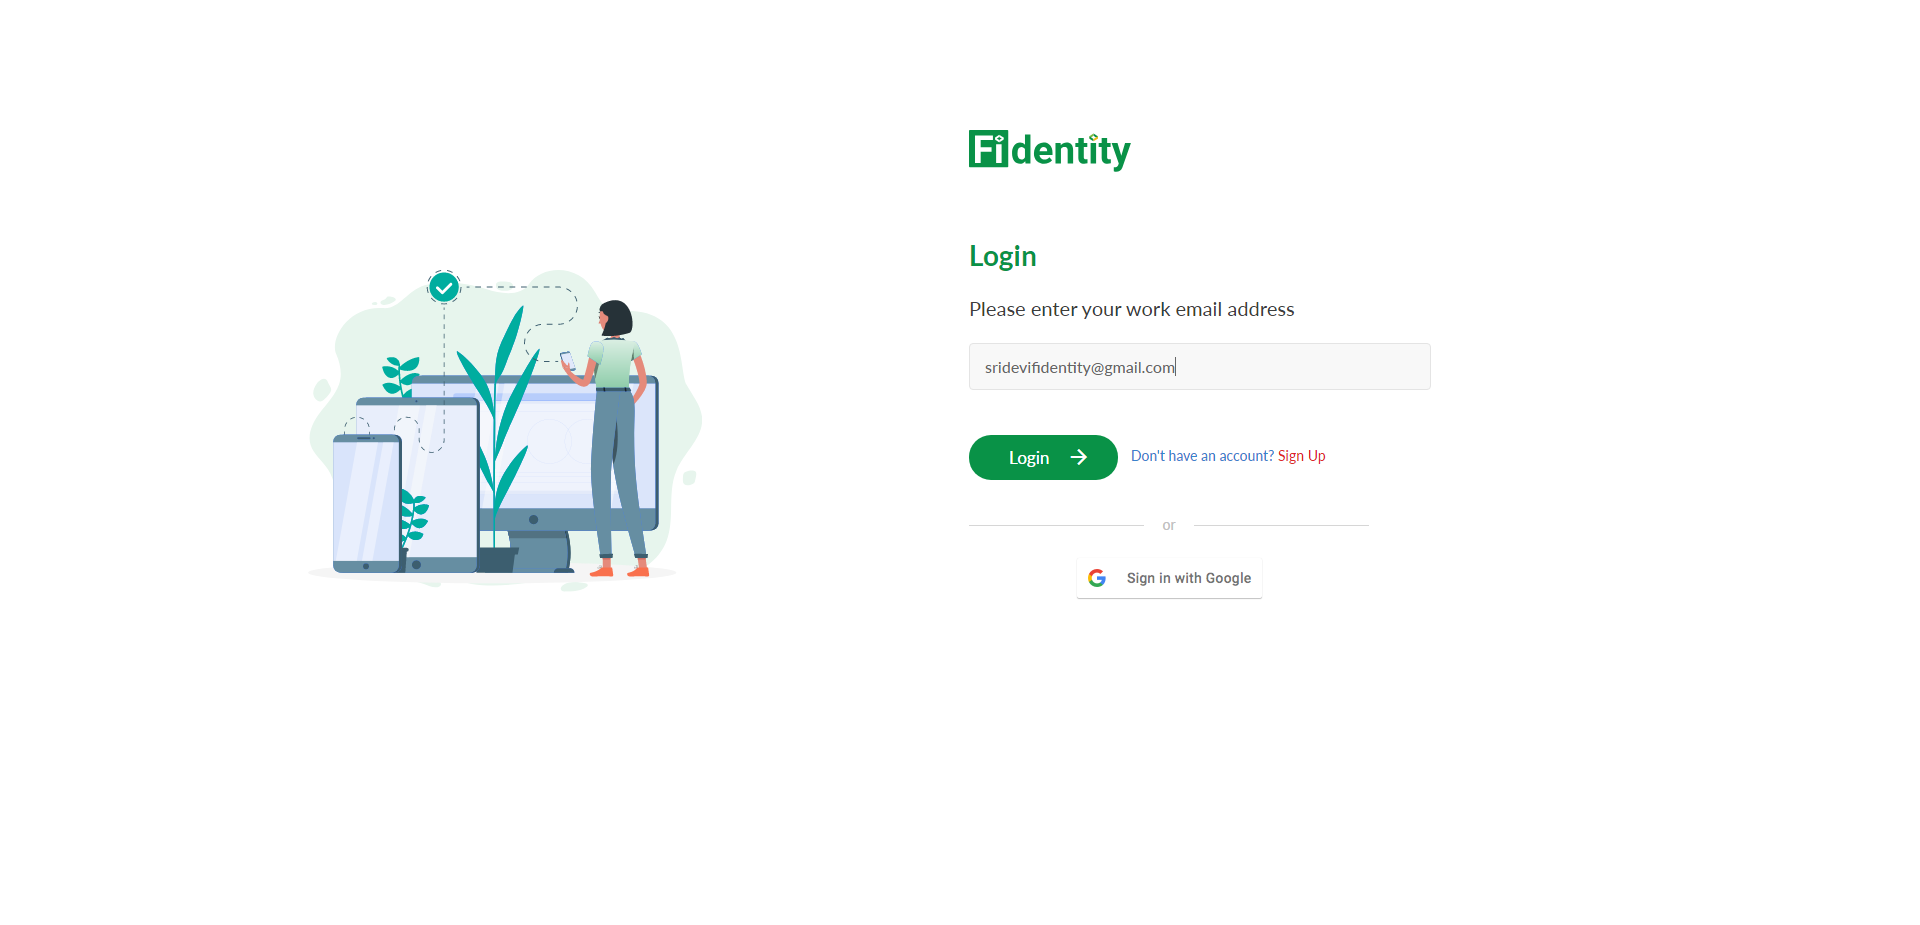 Fidentity
Login
Please enter your work email address
sridevifidentity@gmail.com
Login
Don't have an account? Sign Up
or
Sign in with Google